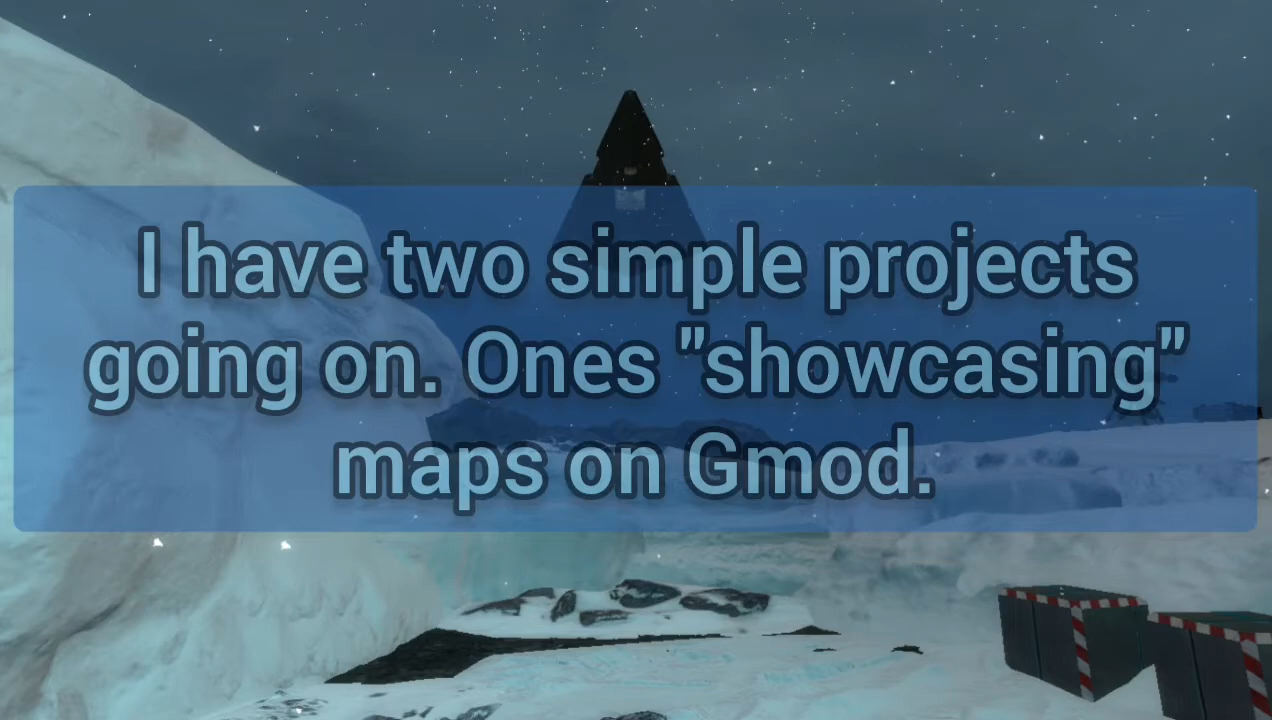 I have two simple projects
going on. Ones "showcasing"
maps on Gmod.